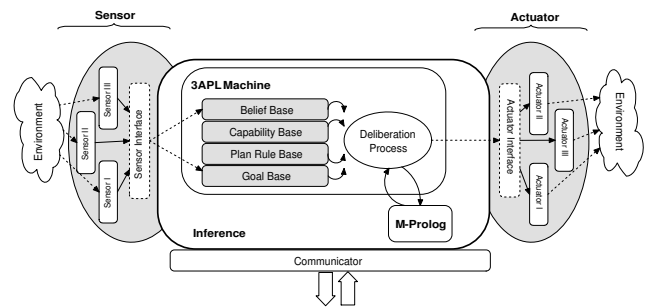 Sensor
Actuator
Environment
Sensor III
Sensor II
Sensor I
Sensor Interface
3APL Machine
Belief Base
Capability Base
Plan Rule Base
Goal Base
Deliberation
Process
M-Prolog
Inference
Actuator Interface
Actuator II
Actuator III
Actuator I
Environment
Communicator